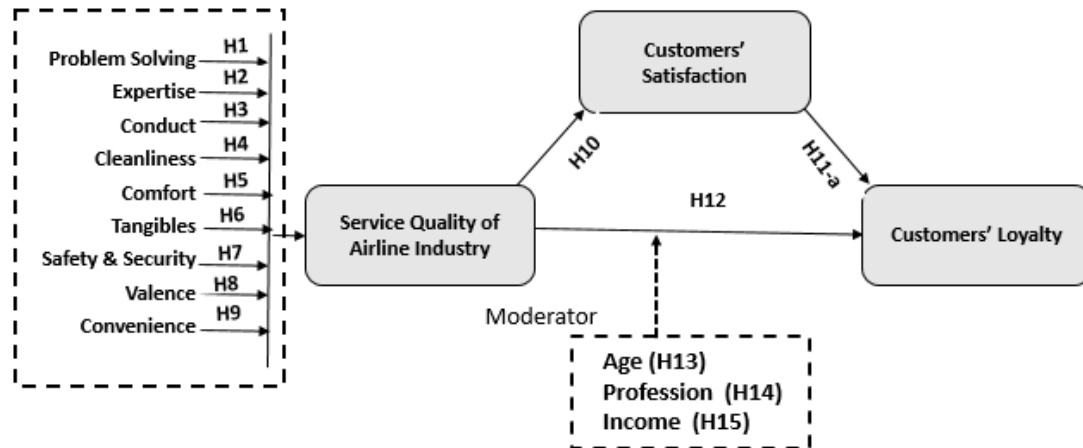 Problem Solving H1
Expertise H2
Conduct H3
Cleanliness H4
Comfort H5
Tangibles H6
Safety & Security H7
Valence H8
Convenience H9
Service Quality of
Airline Industry
H10
Customers’
Satisfaction
H11-a
H12
Customers’ Loyalty
Moderator
Age (H13)
Profession (H14)
Income (H15)